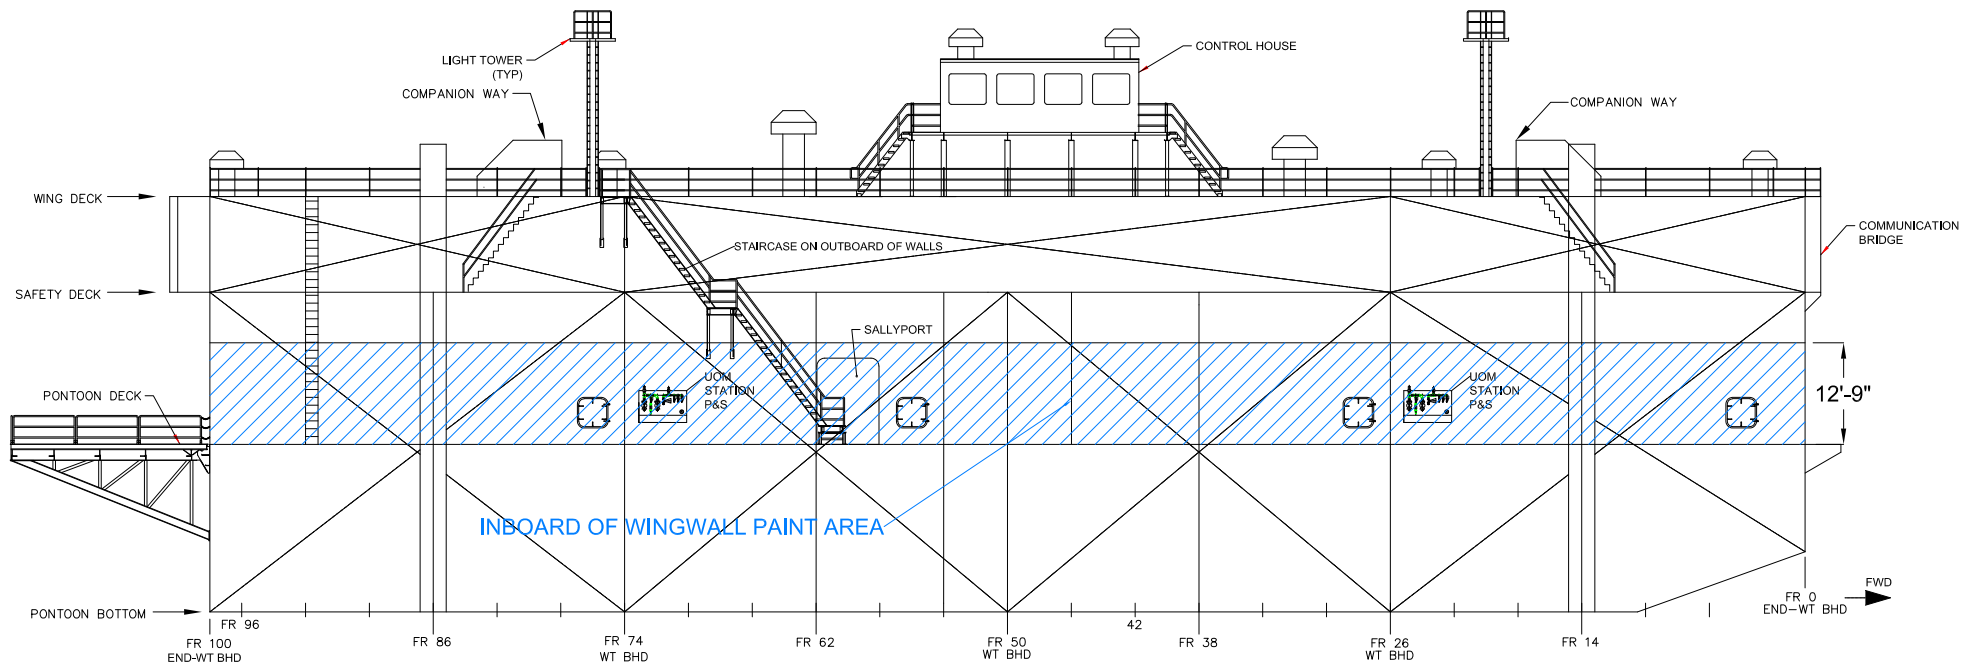 LIGHT TOWER
(TYP)
CONTROL HOUSE
COMPANION WAY
COMPANION WAY
WING DECK
STAIRCASE ON OUTBOARD OF WALLS
COMMUNICATION
BRIDGE
SAFETY DECK
SALLYPORT
UOM
STATION
P&S
UOM
STATION
P&S
PONTOON DECK
12'-9"
INBOARD OF WINGWALL PAINT AREA
FWD
PONTOON BOTTOM
FR 0
END-WT BHD
FR 96
42
FR 100
END-WT BHD
FR 86
FR 74
WT BHD
FR 62
FR 50
WT BHD
FR 38
FR 26
WT BHD
FR 14